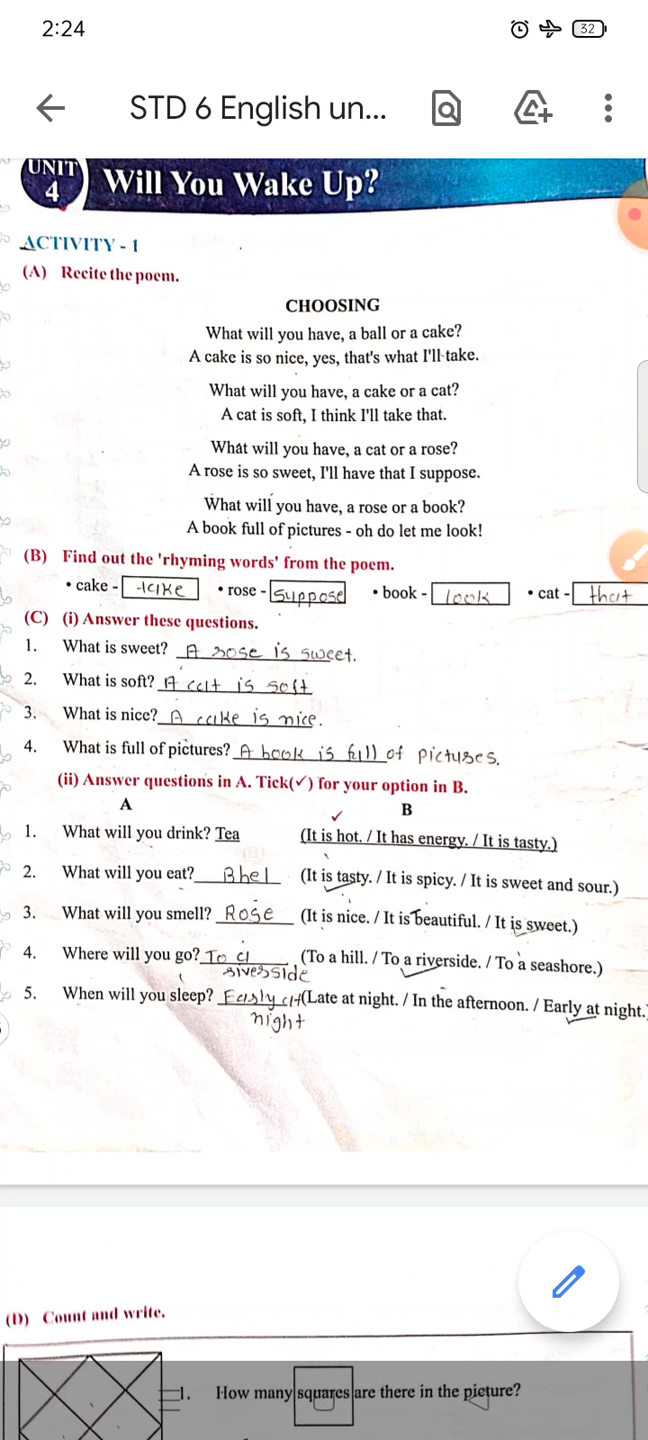 2:24
32
STD 6 English un...
UNIT
4
Will You Wake Up?
ACTIVITY - 1
(A) Recite the poem.
CHOOSING
What will you have, a ball or a cake?
A cake is so nice, yes, that's what I'll take.
What will you have, a cake or a cat?
A cat is soft, I think I'll take that.
What will you have, a cat or a rose?
A rose is so sweet, I'll have that I suppose.
What will you have, a rose or a book?
A book full of pictures - oh do let me look!
(B) Find out the 'rhyming words' from the poem.
• cake - take • rose - suppose • book - look • cat - that
(C) (i) Answer these questions.
1. What is sweet? A rose is sweet.
2. What is soft? A cat is soft
3. What is nice? A cake is nice.
4. What is full of pictures? A book is full of pictures.
(ii) Answer questions in A. Tick(✓) for your option in B.
A B
1. What will you drink? Tea (It is hot. / It has energy. / It is tasty.)
2. What will you eat? Bhel (It is tasty. / It is spicy. / It is sweet and sour.)
3. What will you smell? Rose (It is nice. / It is beautiful. / It is sweet.)
4. Where will you go? To a (To a hill. / To a riverside. / To a seashore.)
riverside
5. When will you sleep? Early at (Late at night. / In the afternoon. / Early at night.)
night
(D) Count and write.
1. How many squares are there in the picture?